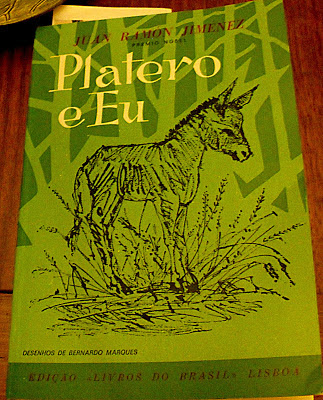 JUAN RAMON JIMENEZ
PRÉMIO NOBEL
Platero
e Eu
DESENHOS DE BERNARDO MARQUES
EDIÇÃO «LIVROS DO BRASIL» LISBOA